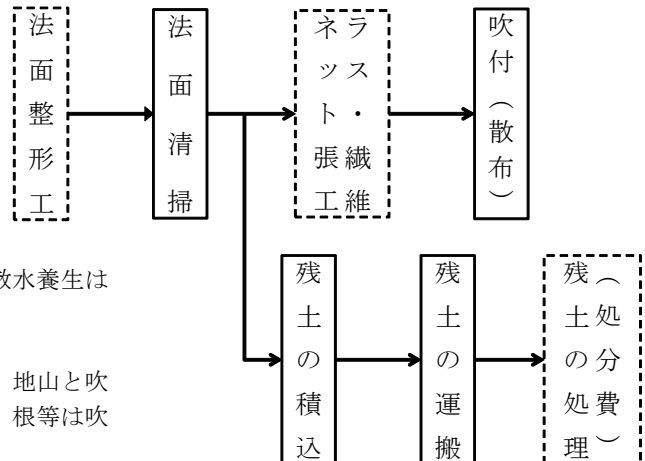 法面整形工
法面清掃
ラス・繊維
ネット張工
吹付（散布）
散水養生は
地山と吹
根等は吹
残土の積込
残土の運搬
残土の処理
（処分費）